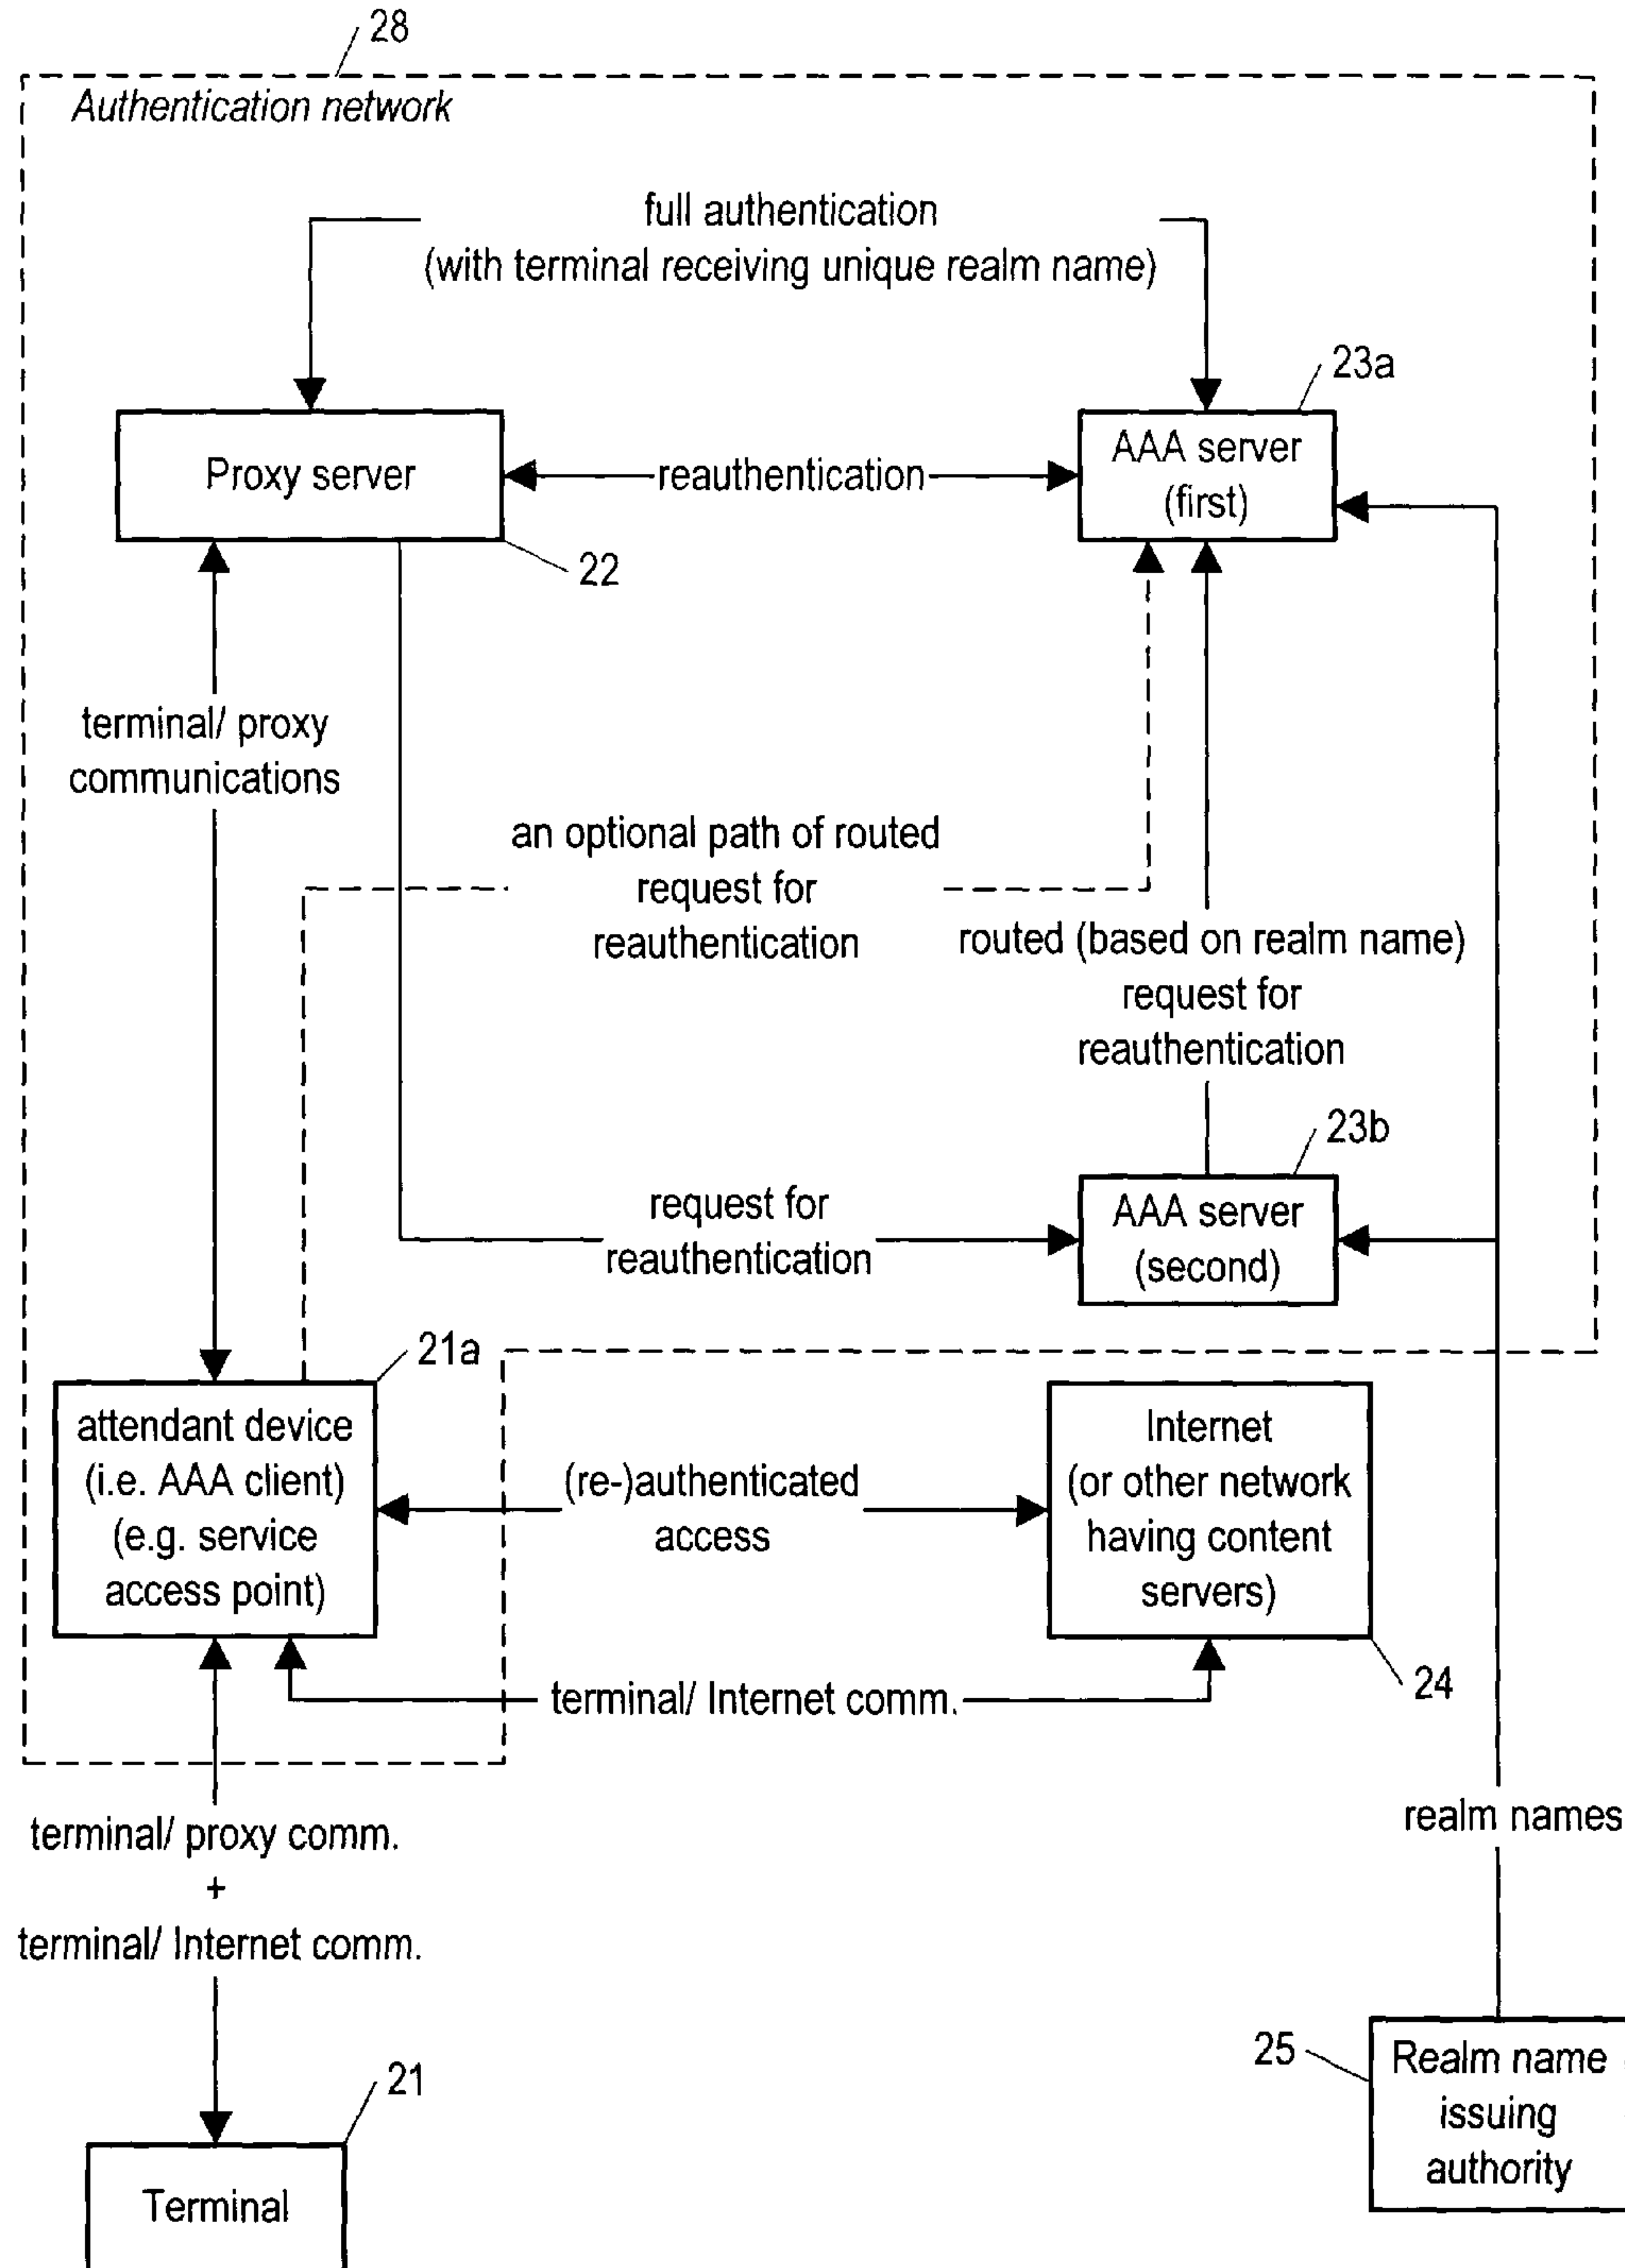 28
Authentication network
full authentication
(with terminal receiving unique realm name)
23a
Proxy server
reauthentication
AAA server
(first)
22
terminal/ proxy
communications
an optional path of routed
request for
reauthentication
routed (based on realm name)
request for
reauthentication
23b
request for
reauthentication
AAA server
(second)
21a
attendant device
(i.e. AAA client)
(e.g. service
access point)
(re-)authenticated
access
Internet
(or other network
having content
servers)
24
terminal/ Internet comm.
terminal/ proxy comm.
+
terminal/ Internet comm.
realm names
25
Realm name
issuing
authority
21
Terminal